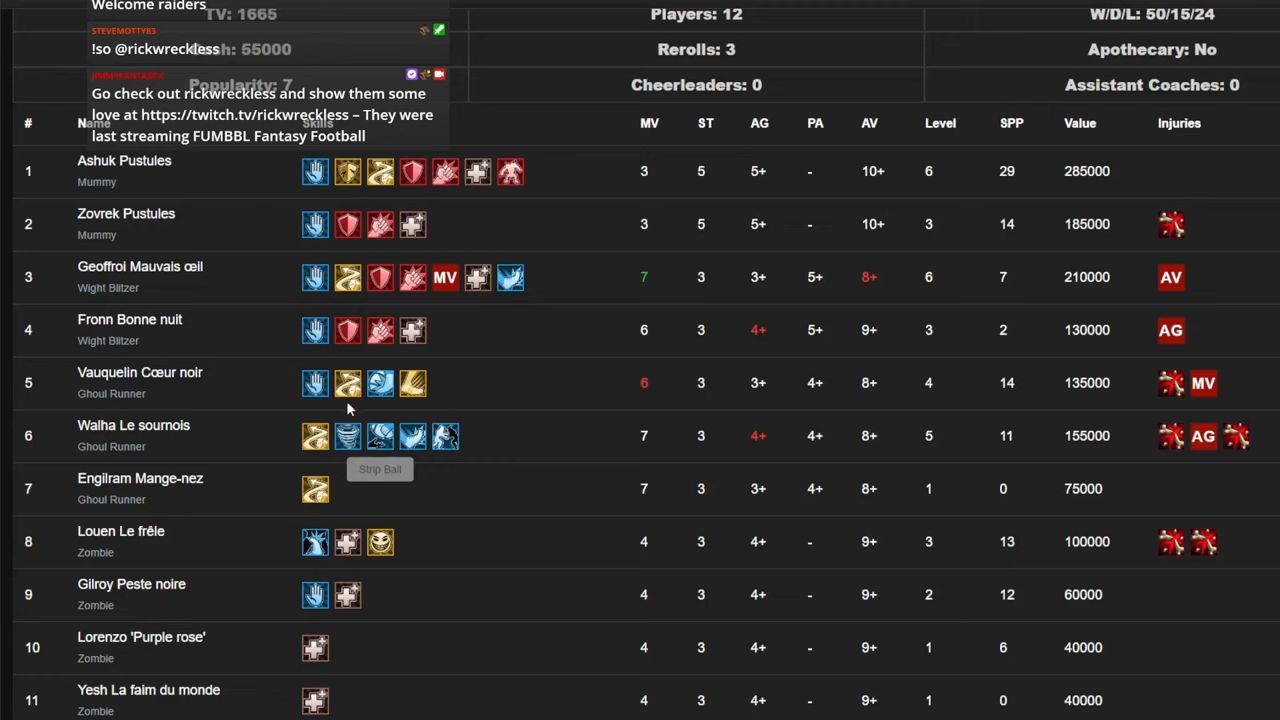 Welcome raiders
TV: 1665 Players: 12 W/D/L: 50/15/24
STEVEMOTTY83
!so @rickwreckless
Cash: 55000 Rerolls: 3 Apothecary: No
Popularity: 7 Cheerleaders: 0 Assistant Coaches: 0
Go check out rickwreckless and show them some
love at https://twitch.tv/rickwreckless – They were
last streaming FUMBBL Fantasy Football
# Name Skills MV ST AG PA AV Level SPP Value Injuries
1 Ashuk Pustules 3 5 5+ - 10+ 6 29 285000
Mummy
2 Zovrek Pustules 3 5 5+ - 10+ 3 14 185000
Mummy
3 Geoffroi Mauvais œil MV 7 3 3+ 5+ 8+ 6 7 210000 AV
Wight Blitzer
4 Fronn Bonne nuit 6 3 4+ 5+ 9+ 3 2 130000 AG
Wight Blitzer
5 Vauquelin Cœur noir 6 3 3+ 4+ 8+ 4 14 135000 MV
Ghoul Runner
6 Walha Le sournois 7 3 4+ 4+ 8+ 5 11 155000 AG
Ghoul Runner
Strip Ball
7 Engilram Mange-nez 7 3 3+ 4+ 8+ 1 0 75000
Ghoul Runner
8 Louen Le frêle 4 3 4+ - 9+ 3 13 100000
Zombie
9 Gilroy Peste noire 4 3 4+ - 9+ 2 12 60000
Zombie
10 Lorenzo 'Purple rose' 4 3 4+ - 9+ 1 6 40000
Zombie
11 Yesh La faim du monde 4 3 4+ - 9+ 1 0 40000
Zombie